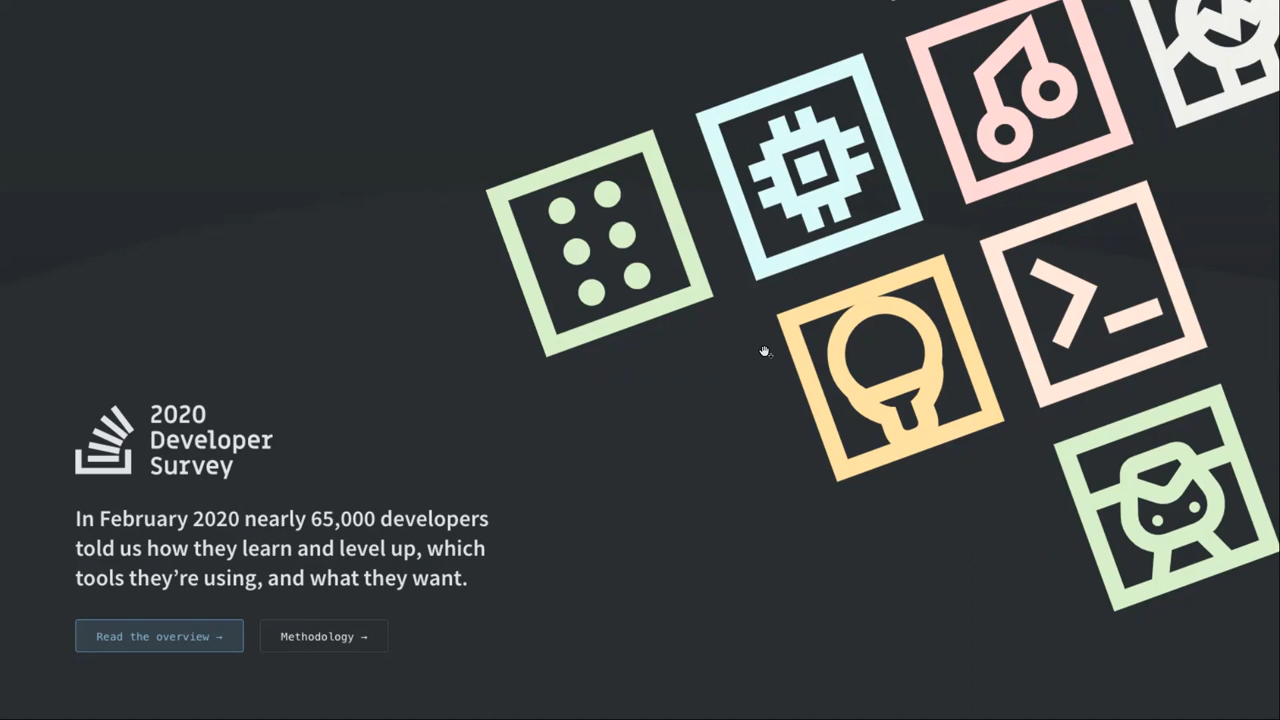 2020
Developer
Survey
In February 2020 nearly 65,000 developers
told us how they learn and level up, which
tools they’re using, and what they want.
Read the overview →
Methodology →